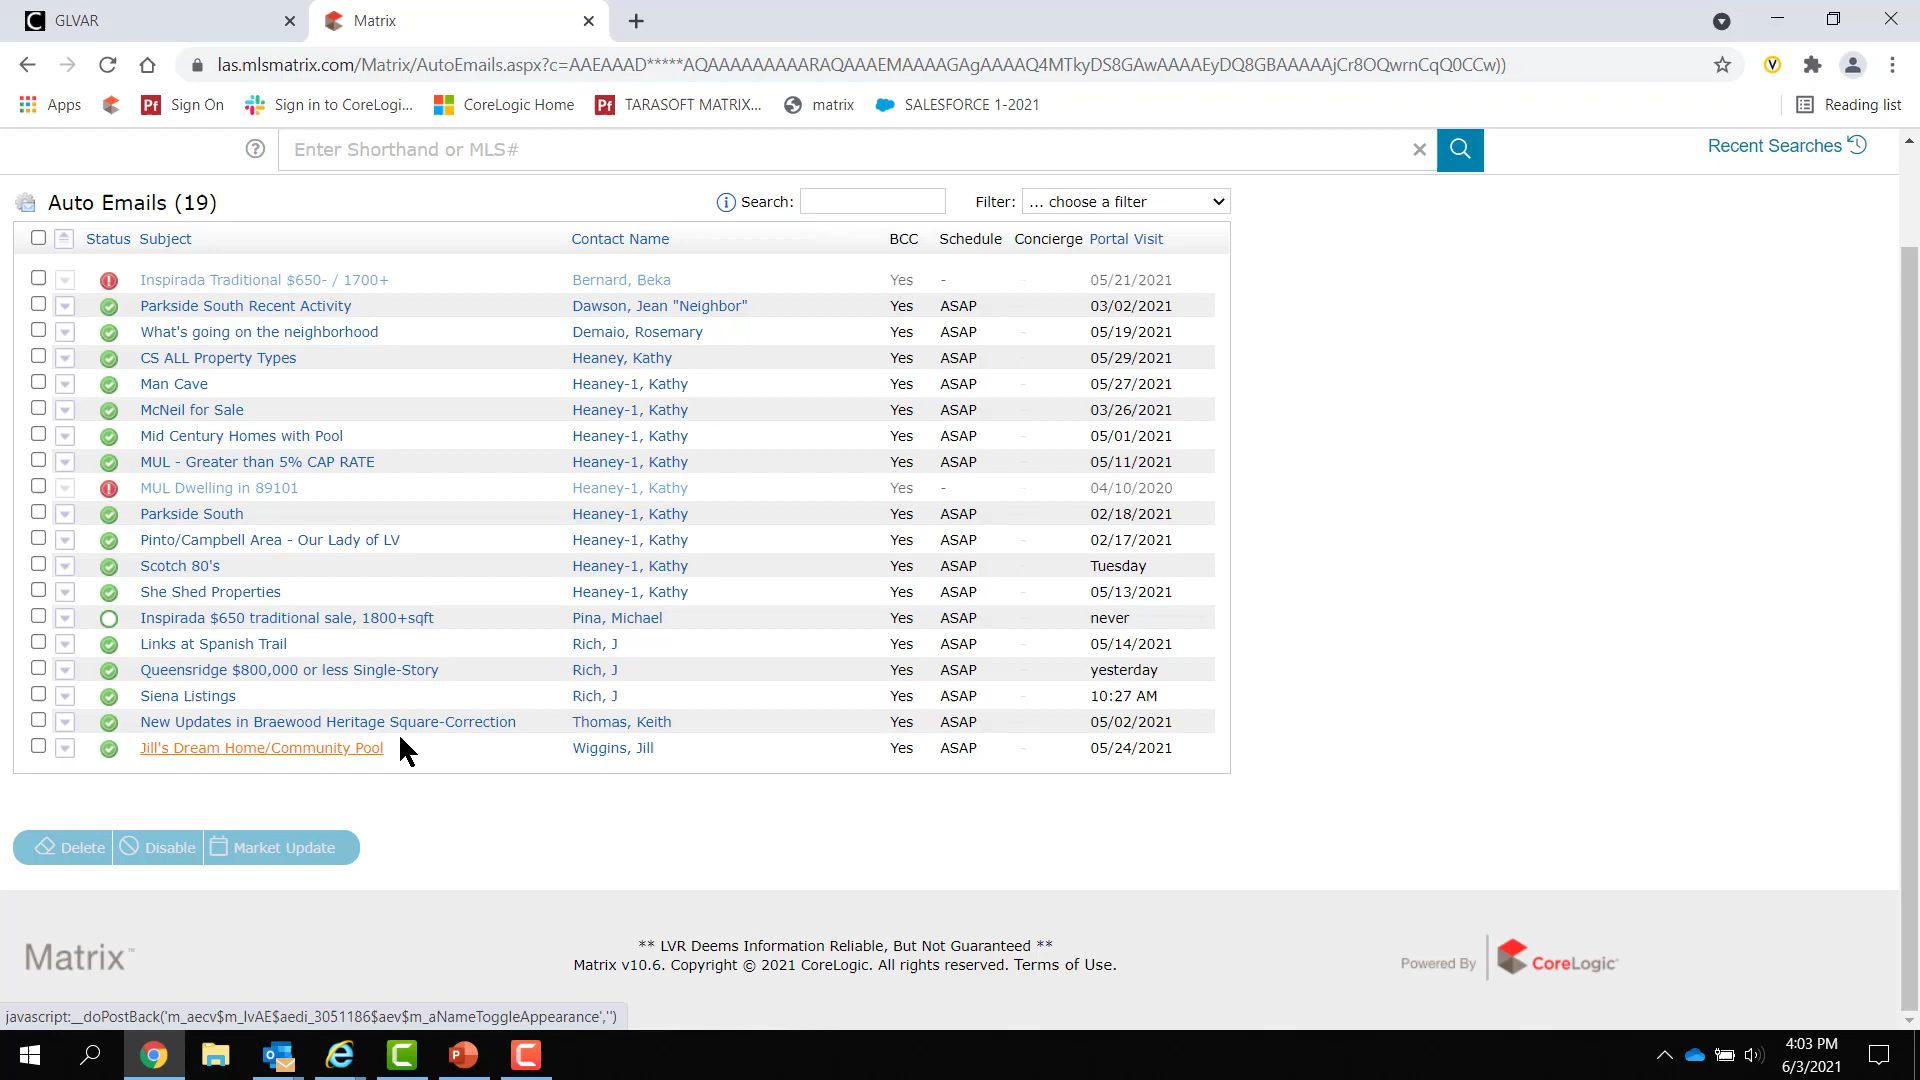 GLVAR
Matrix
las.mlsmatrix.com/Matrix/AutoEmails.aspx?c=AAEAAAD*****AQAAAAAAAAARAQAAAEMAAAAGAgAAAAQ4MTkyDS8GAwAAAAEyDQ8GBAAAAAjCr8OQwrnCqQ0CCw))
Apps Sign On Sign in to CoreLogi... CoreLogic Home TARASOFT MATRIX... matrix SALESFORCE 1-2021 Reading list
Enter Shorthand or MLS# Recent Searches
Auto Emails (19) Search: Filter: ... choose a filter
Status Subject Contact Name BCC Schedule Concierge Portal Visit
Inspirada Traditional $650- / 1700+ Bernard, Beka Yes - 05/21/2021
Parkside South Recent Activity Dawson, Jean "Neighbor" Yes ASAP - 03/02/2021
What's going on the neighborhood Demaio, Rosemary Yes ASAP - 05/19/2021
CS ALL Property Types Heaney, Kathy Yes ASAP - 05/29/2021
Man Cave Heaney-1, Kathy Yes ASAP - 05/27/2021
McNeil for Sale Heaney-1, Kathy Yes ASAP - 03/26/2021
Mid Century Homes with Pool Heaney-1, Kathy Yes ASAP - 05/01/2021
MUL - Greater than 5% CAP RATE Heaney-1, Kathy Yes ASAP - 05/11/2021
MUL Dwelling in 89101 Heaney-1, Kathy Yes - 04/10/2020
Parkside South Heaney-1, Kathy Yes ASAP - 02/18/2021
Pinto/Campbell Area - Our Lady of LV Heaney-1, Kathy Yes ASAP - 02/17/2021
Scotch 80's Heaney-1, Kathy Yes ASAP - Tuesday
She Shed Properties Heaney-1, Kathy Yes ASAP - 05/13/2021
Inspirada $650 traditional sale, 1800+sqft Pina, Michael Yes ASAP - never
Links at Spanish Trail Rich, J Yes ASAP - 05/14/2021
Queensridge $800,000 or less Single-Story Rich, J Yes ASAP - yesterday
Siena Listings Rich, J Yes ASAP - 10:27 AM
New Updates in Braewood Heritage Square-Correction Thomas, Keith Yes ASAP - 05/02/2021
Jill's Dream Home/Community Pool Wiggins, Jill Yes ASAP - 05/24/2021
Delete Disable Market Update
Matrix™
** LVR Deems Information Reliable, But Not Guaranteed **
Matrix v10.6. Copyright © 2021 CoreLogic. All rights reserved. Terms of Use.
Powered By CoreLogic
javascript:__doPostBack('m_aecv$m_lvAE$aedi_3051186$aev$m_aNameToggleAppearance','')
4:03 PM
6/3/2021